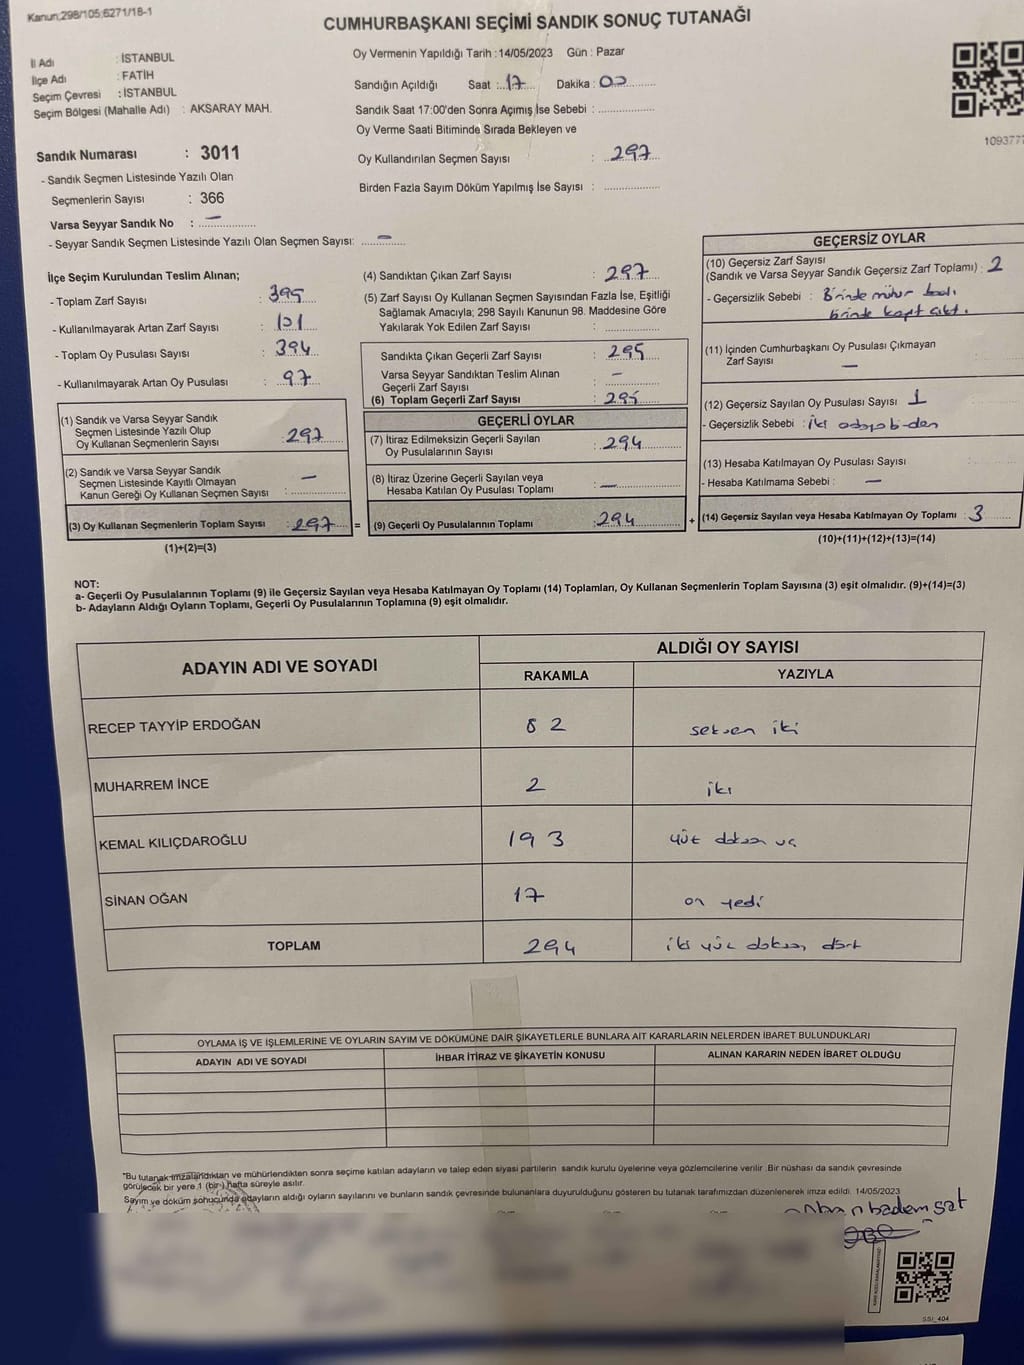 Kanun;298/105;6271/18-1
CUMHURBAŞKANI SEÇİMİ SANDIK SONUÇ TUTANAĞI
İl Adı : İSTANBUL
İlçe Adı : FATİH
Seçim Çevresi : İSTANBUL
Seçim Bölgesi (Mahalle Adı) : AKSARAY MAH.
Sandık Numarası : 3011
- Sandık Seçmen Listesinde Yazılı Olan
Seçmenlerin Sayısı : 366
Varsa Seyyar Sandık No : —
- Seyyar Sandık Seçmen Listesinde Yazılı Olan Seçmen Sayısı: —
Oy Vermenin Yapıldığı Tarih : 14/05/2023 Gün : Pazar
Sandığın Açıldığı Saat : 17 Dakika : 00
Sandık Saat 17:00'den Sonra Açımış İse Sebebi :
Oy Verme Saati Bitiminde Sırada Bekleyen ve
Oy Kullandırılan Seçmen Sayısı : 297
Birden Fazla Sayım Döküm Yapılmış İse Sayısı :
109377
İlçe Seçim Kurulundan Teslim Alınan;
- Toplam Zarf Sayısı : 395
- Kullanılmayarak Artan Zarf Sayısı : 101
- Toplam Oy Pusulası Sayısı : 394
- Kullanılmayarak Artan Oy Pusulası : 97
(1) Sandık ve Varsa Seyyar Sandık
Seçmen Listesinde Yazılı Olup
Oy Kullanan Seçmenlerin Sayısı : 297
(2) Sandık ve Varsa Seyyar Sandık
Seçmen Listesinde Kayıtlı Olmayan
Kanun Gereği Oy Kullanan Seçmen Sayısı : —
(3) Oy Kullanan Seçmenlerin Toplam Sayısı : 297
(1)+(2)=(3)
(4) Sandıktan Çıkan Zarf Sayısı : 297
(5) Zarf Sayısı Oy Kullanan Seçmen Sayısından Fazla İse, Eşitliği
Sağlamak Amacıyla; 298 Sayılı Kanunun 98. Maddesine Göre
Yakılarak Yok Edilen Zarf Sayısı :
Sandıkta Çıkan Geçerli Zarf Sayısı : 295
Varsa Seyyar Sandıktan Teslim Alınan
Geçerli Zarf Sayısı : —
(6) Toplam Geçerli Zarf Sayısı : 295
GEÇERLİ OYLAR
(7) İtiraz Edilmeksizin Geçerli Sayılan
Oy Pusulalarının Sayısı : 294
(8) İtiraz Üzerine Geçerli Sayılan veya
Hesaba Katılan Oy Pusulası Toplamı : —
= (9) Geçerli Oy Pusulalarının Toplamı : 294
GEÇERSİZ OYLAR
(10) Geçersiz Zarf Sayısı
(Sandık ve Varsa Seyyar Sandık Geçersiz Zarf Toplamı) : 2
- Geçersizlik Sebebi : Birinde mühür
birinde
(11) İçinden Cumhurbaşkanı Oy Pusulası Çıkmayan
Zarf Sayısı —
(12) Geçersiz Sayılan Oy Pusulası Sayısı 1
- Geçersizlik Sebebi : iki
(13) Hesaba Katılmayan Oy Pusulası Sayısı :
- Hesaba Katılmama Sebebi : —
+ (14) Geçersiz Sayılan veya Hesaba Katılmayan Oy Toplamı : 3
(10)+(11)+(12)+(13)=(14)
NOT:
a- Geçerli Oy Pusulalarının Toplamı (9) ile Geçersiz Sayılan veya Hesaba Katılmayan Oy Toplamı (14) Toplamları, Oy Kullanan Seçmenlerin Toplam Sayısına (3) eşit olmalıdır. (9)+(14)=(3)
b- Adayların Aldığı Oyların Toplamı, Geçerli Oy Pusulalarının Toplamına (9) eşit olmalıdır.
ADAYIN ADI VE SOYADI
ALDIĞI OY SAYISI
RAKAMLA YAZIYLA
RECEP TAYYİP ERDOĞAN 82 seksen iki
MUHARREM İNCE 2 iki
KEMAL KILIÇDAROĞLU 193 yüz doksan üç
SİNAN OĞAN 17 on yedi
TOPLAM 294 iki yüz doksan dört
OYLAMA İŞ VE İŞLEMLERİNE VE OYLARIN SAYIM VE DÖKÜMÜNE DAİR ŞİKAYETLERLE BUNLARA AİT KARARLARIN NELERDEN İBARET BULUNDUKLARI
ADAYIN ADI VE SOYADI İHBAR İTİRAZ VE ŞİKAYETİN KONUSU ALINAN KARARIN NEDEN İBARET OLDUĞU
"Bu tutanak imzalandıktan ve mühürlendikten sonra seçime katılan adayların ve talep eden siyasi partilerin sandık kurulu üyelerine veya gözlemcilerine verilir. Bir nüshası da sandık çevresinde
görülecek bir yere 1 (bir) hafta süreyle asılır.
Sayım ve döküm sonucunda adayların aldığı oyların sayılarını ve bunların sandık çevresinde bulunanlara duyurulduğunu gösteren bu tutanak tarafımızdan düzenlenerek imza edildi. 14/05/2023
SSİ_404